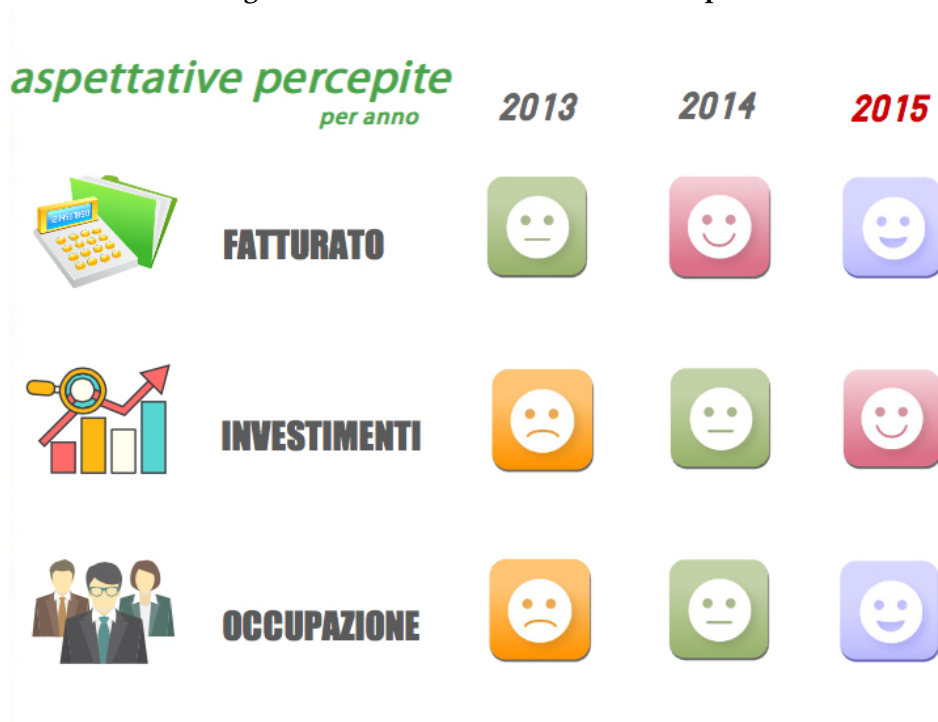 aspettative percepite
per anno
2013 2014 2015
FATTURATO
INVESTIMENTI
OCCUPAZIONE